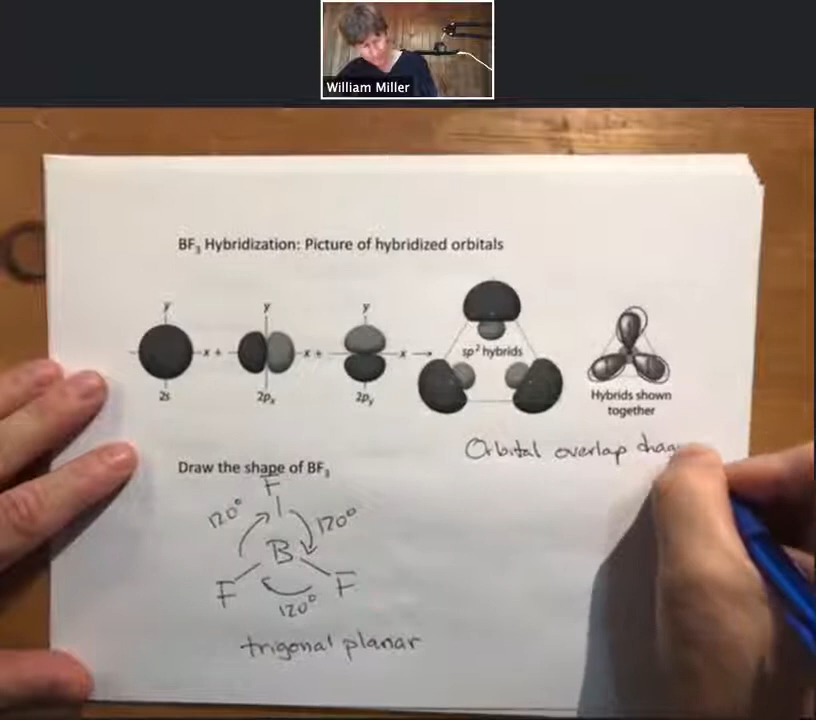 William Miller
BF₃ Hybridization: Picture of hybridized orbitals
y y y
x + x + x
2s 2pₓ 2pᵧ
sp² hybrids
Hybrids shown
together
Orbital overlap
Draw the shape of BF₃
F
120° 120°
B
F F
120°
trigonal planar